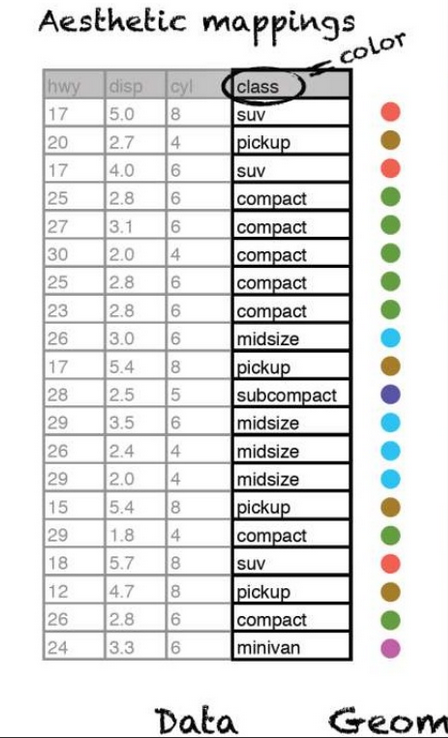 Aesthetic mappings
color
hwy disp cyl class
17 5.0 8 suv
20 2.7 4 pickup
17 4.0 6 suv
25 2.8 6 compact
27 3.1 6 compact
30 2.0 4 compact
25 2.8 6 compact
23 2.8 6 compact
26 3.0 6 midsize
17 5.4 8 pickup
28 2.5 5 subcompact
29 3.5 6 midsize
26 2.4 4 midsize
29 2.0 4 midsize
15 5.4 8 pickup
29 1.8 4 compact
18 5.7 8 suv
12 4.7 8 pickup
26 2.8 6 compact
24 3.3 6 minivan
Data Geom